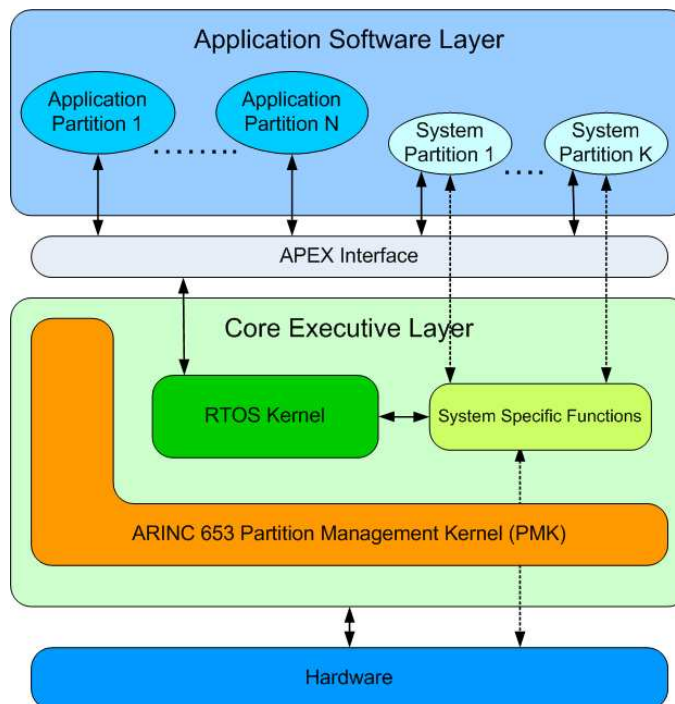 Application Software Layer
Application
Partition 1
Application
Partition N
System
Partition 1
System
Partition K
APEX Interface
Core Executive Layer
RTOS Kernel
System Specific Functions
ARINC 653 Partition Management Kernel (PMK)
Hardware